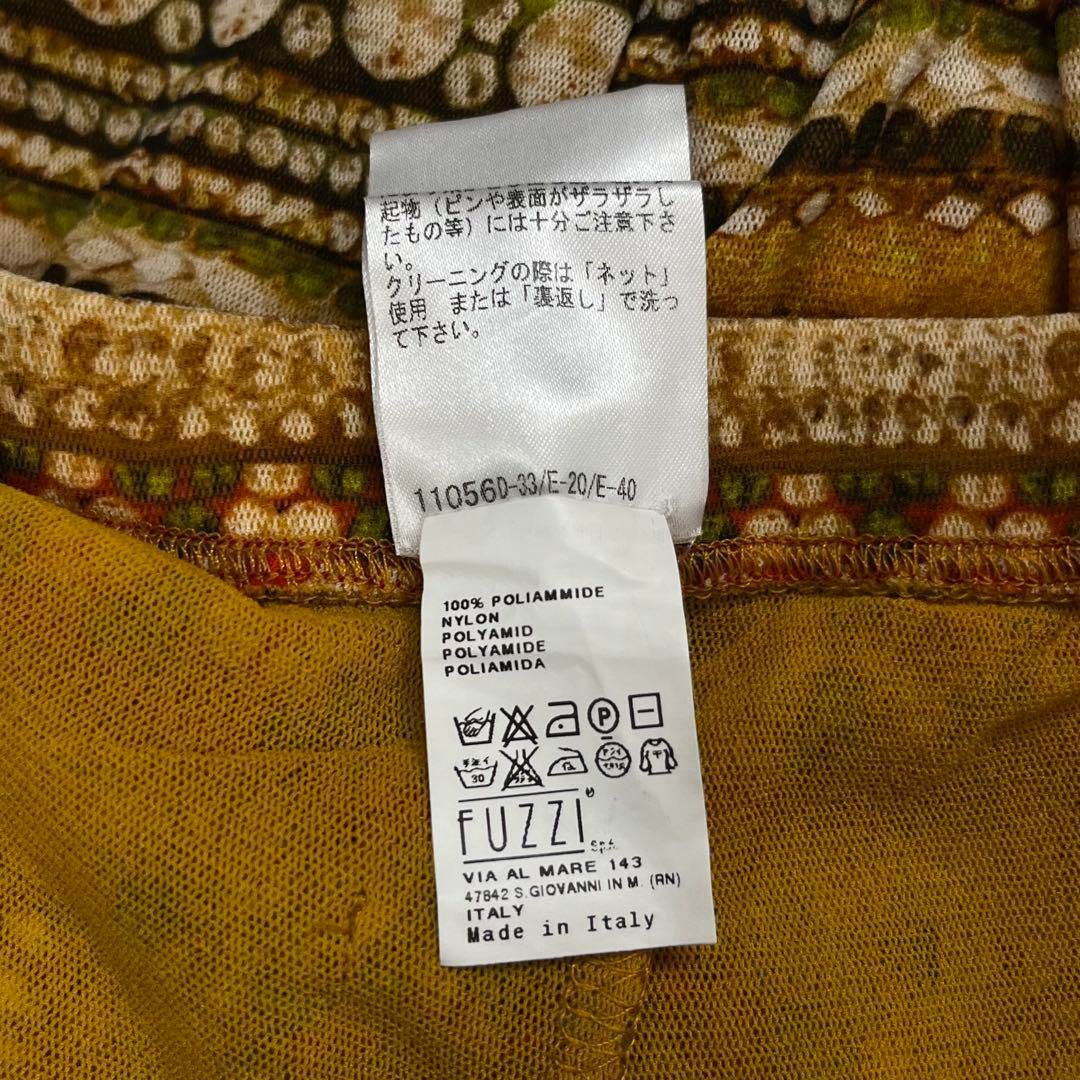 起物（ピンや表面がザラザラし
たもの等）には十分ご注意下さ
い。
クリーニングの際は「ネット」
使用 または「裏返し」で洗っ
て下さい。
11056D-33/E-20/E-40
100% POLIAMMIDE
NYLON
POLYAMID
POLYAMIDE
POLIAMIDA
P
30
FUZZI
VIA AL MARE 143
47842 S.GIOVANNI IN M. (RN)
ITALY
Made in Italy